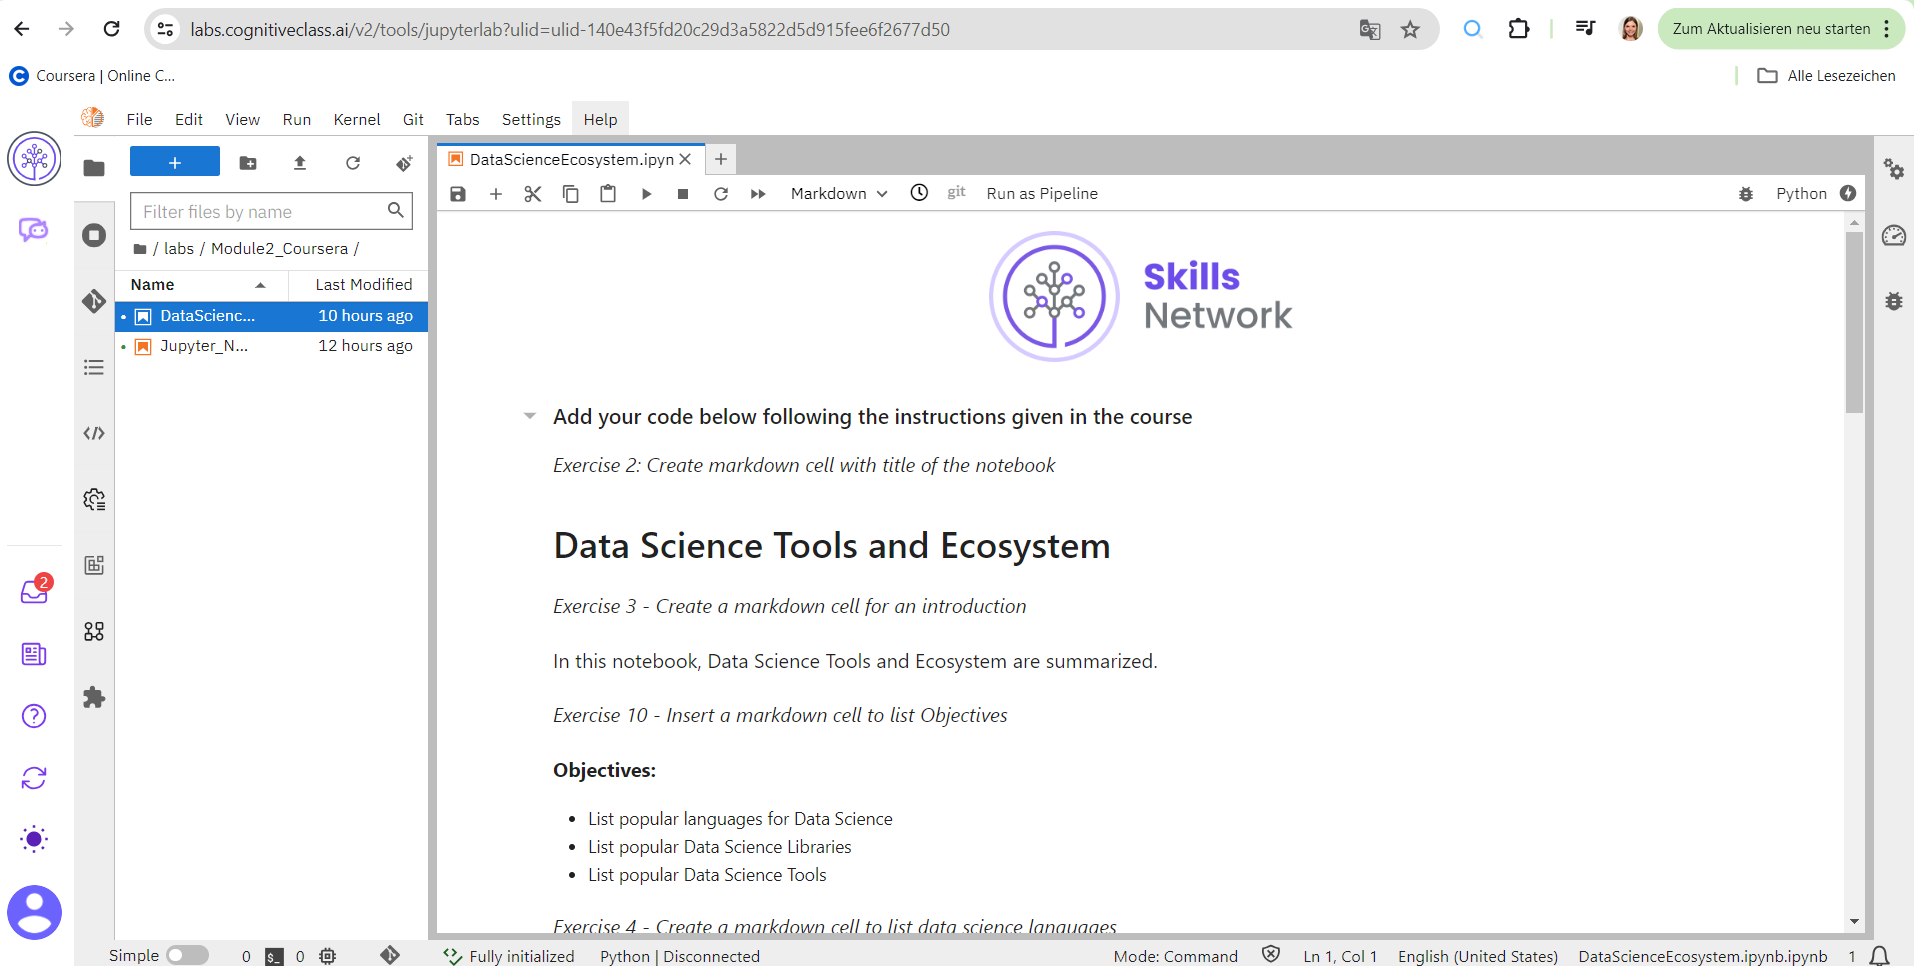 labs.cognitiveclass.ai/v2/tools/jupyterlab?ulid=ulid-140e43f5fd20c29d3a5822d5d915fee6f2677d50
Zum Aktualisieren neu starten
Coursera | Online C...
Alle Lesezeichen
File Edit View Run Kernel Git Tabs Settings Help
DataScienceEcosystem.ipyn
Markdown git Run as Pipeline Python
Filter files by name
/ labs / Module2_Coursera /
Name Last Modified
DataScienc... 10 hours ago
Jupyter_N... 12 hours ago
Skills
Network
Add your code below following the instructions given in the course
Exercise 2: Create markdown cell with title of the notebook
Data Science Tools and Ecosystem
Exercise 3 - Create a markdown cell for an introduction
In this notebook, Data Science Tools and Ecosystem are summarized.
Exercise 10 - Insert a markdown cell to list Objectives
Objectives:
• List popular languages for Data Science
• List popular Data Science Libraries
• List popular Data Science Tools
Exercise 4 - Create a markdown cell to list data science languages
2
Simple 0 $_ 0 Fully initialized Python | Disconnected Mode: Command Ln 1, Col 1 English (United States) DataScienceEcosystem.ipynb.ipynb 1